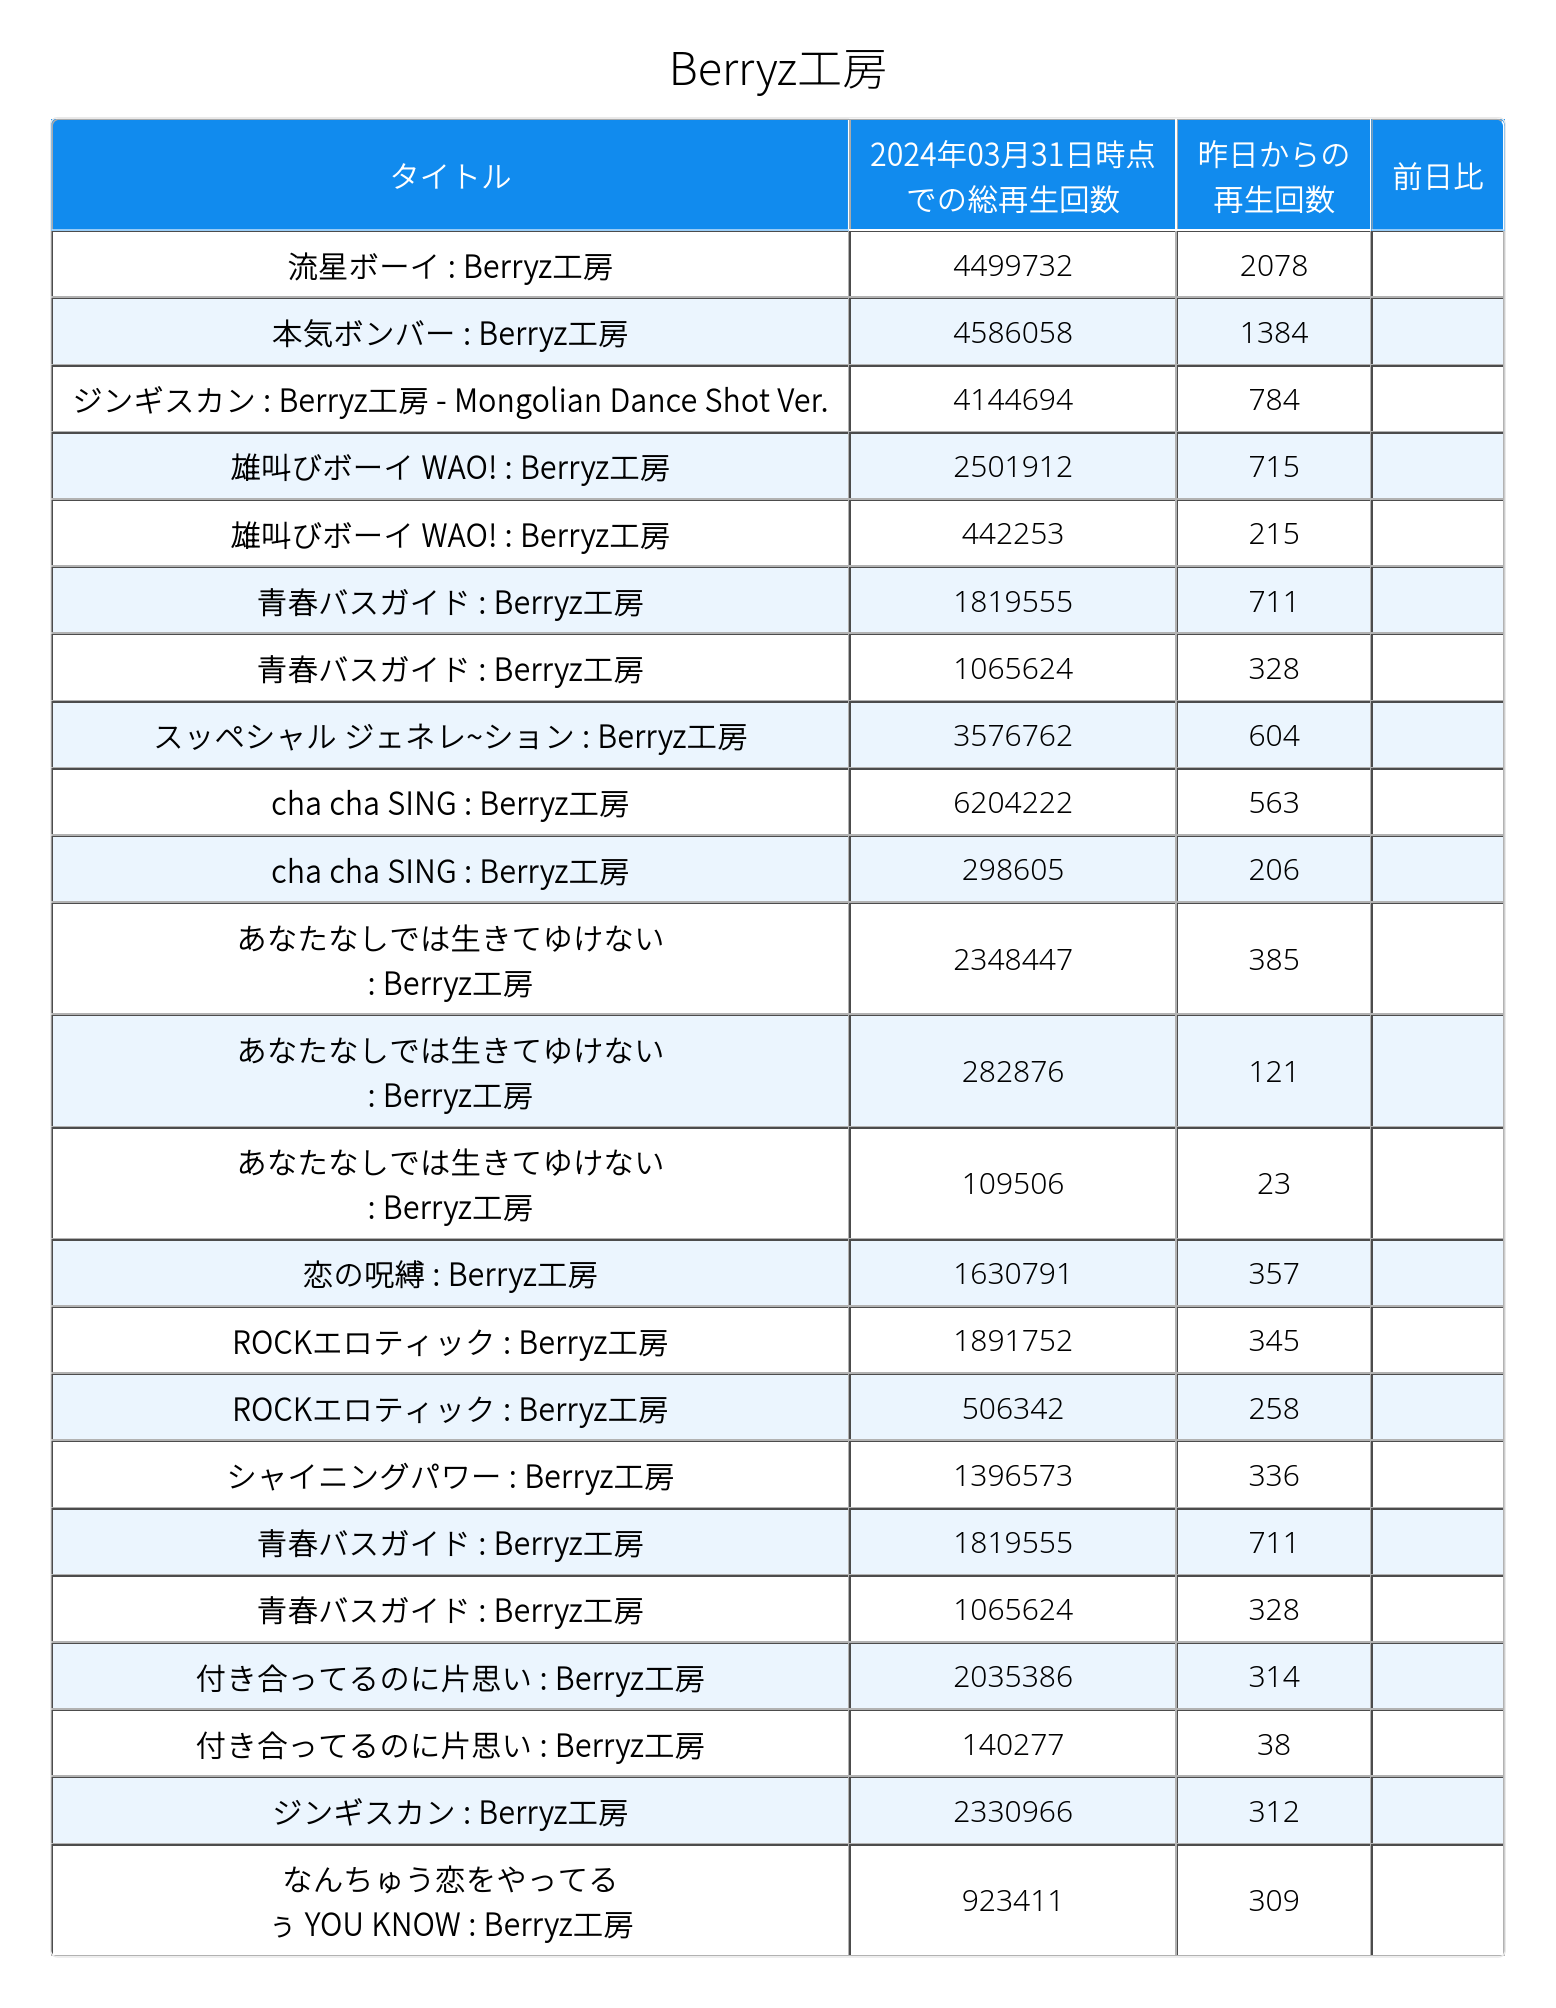 Berryz工房
タイトル
2024年03月31日時点
での総再生回数
昨日からの
再生回数
前日比
流星ボーイ : Berryz工房 4499732 2078
本気ボンバー : Berryz工房 4586058 1384
ジンギスカン : Berryz工房 - Mongolian Dance Shot Ver. 4144694 784
雄叫びボーイ WAO! : Berryz工房 2501912 715
雄叫びボーイ WAO! : Berryz工房 442253 215
青春バスガイド : Berryz工房 1819555 711
青春バスガイド : Berryz工房 1065624 328
スッペシャル ジェネレ~ション : Berryz工房 3576762 604
cha cha SING : Berryz工房 6204222 563
cha cha SING : Berryz工房 298605 206
あなたなしでは生きてゆけない
: Berryz工房 2348447 385
あなたなしでは生きてゆけない
: Berryz工房 282876 121
あなたなしでは生きてゆけない
: Berryz工房 109506 23
恋の呪縛 : Berryz工房 1630791 357
ROCKエロティック : Berryz工房 1891752 345
ROCKエロティック : Berryz工房 506342 258
シャイニングパワー : Berryz工房 1396573 336
青春バスガイド : Berryz工房 1819555 711
青春バスガイド : Berryz工房 1065624 328
付き合ってるのに片思い : Berryz工房 2035386 314
付き合ってるのに片思い : Berryz工房 140277 38
ジンギスカン : Berryz工房 2330966 312
なんちゅう恋をやってる
ぅ YOU KNOW : Berryz工房 923411 309